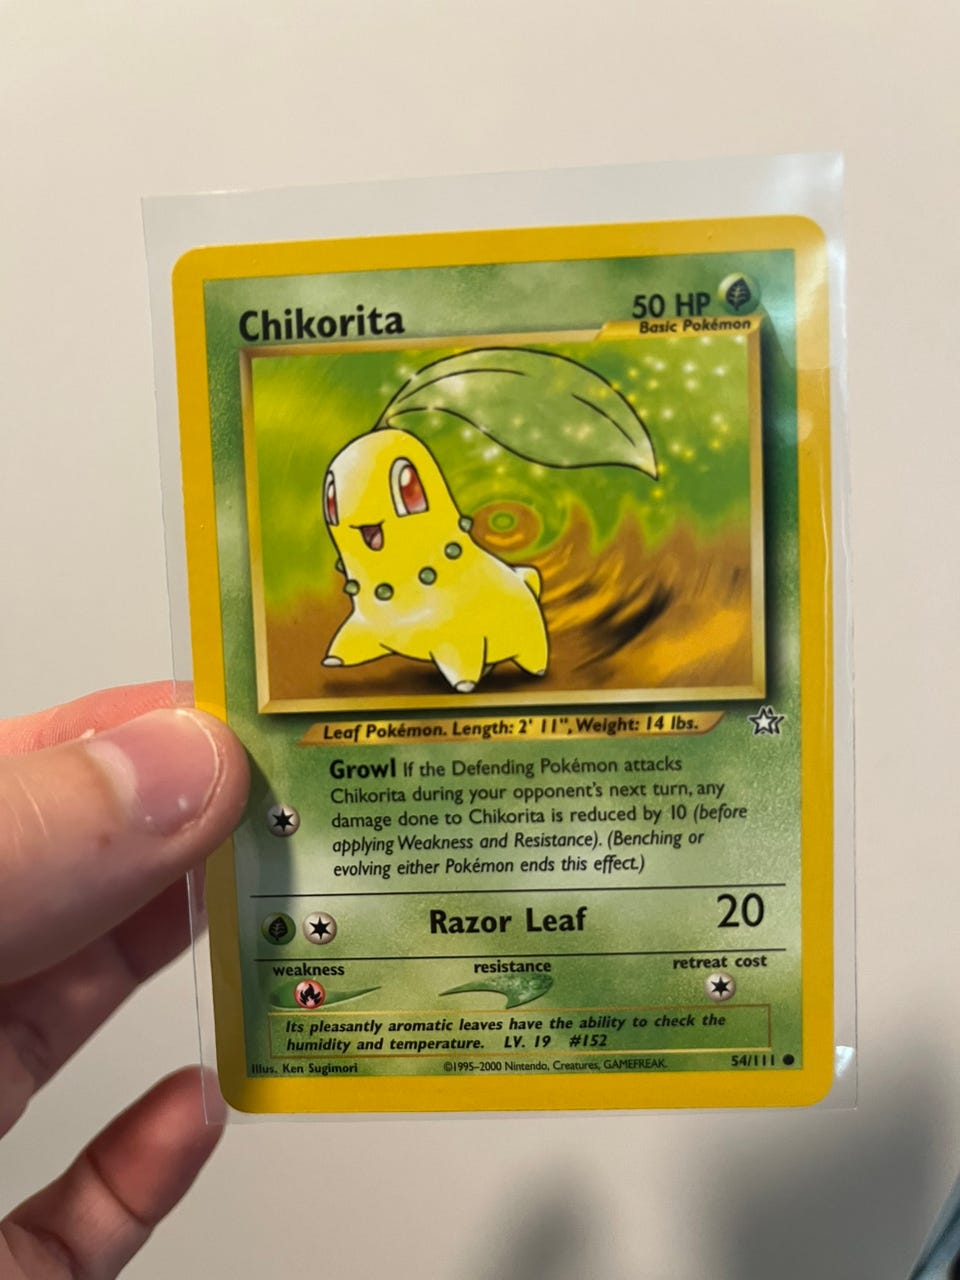 Chikorita
50 HP
Basic Pokémon
Leaf Pokémon. Length: 2' 11", Weight: 14 lbs.
Growl If the Defending Pokémon attacks
Chikorita during your opponent's next turn, any
damage done to Chikorita is reduced by 10 (before
applying Weakness and Resistance). (Benching or
evolving either Pokémon ends this effect.)
Razor Leaf 20
weakness resistance retreat cost
Its pleasantly aromatic leaves have the ability to check the
humidity and temperature. LV. 19 #152
Illus. Ken Sugimori ©1995-2000 Nintendo, Creatures, GAMEFREAK. 54/111